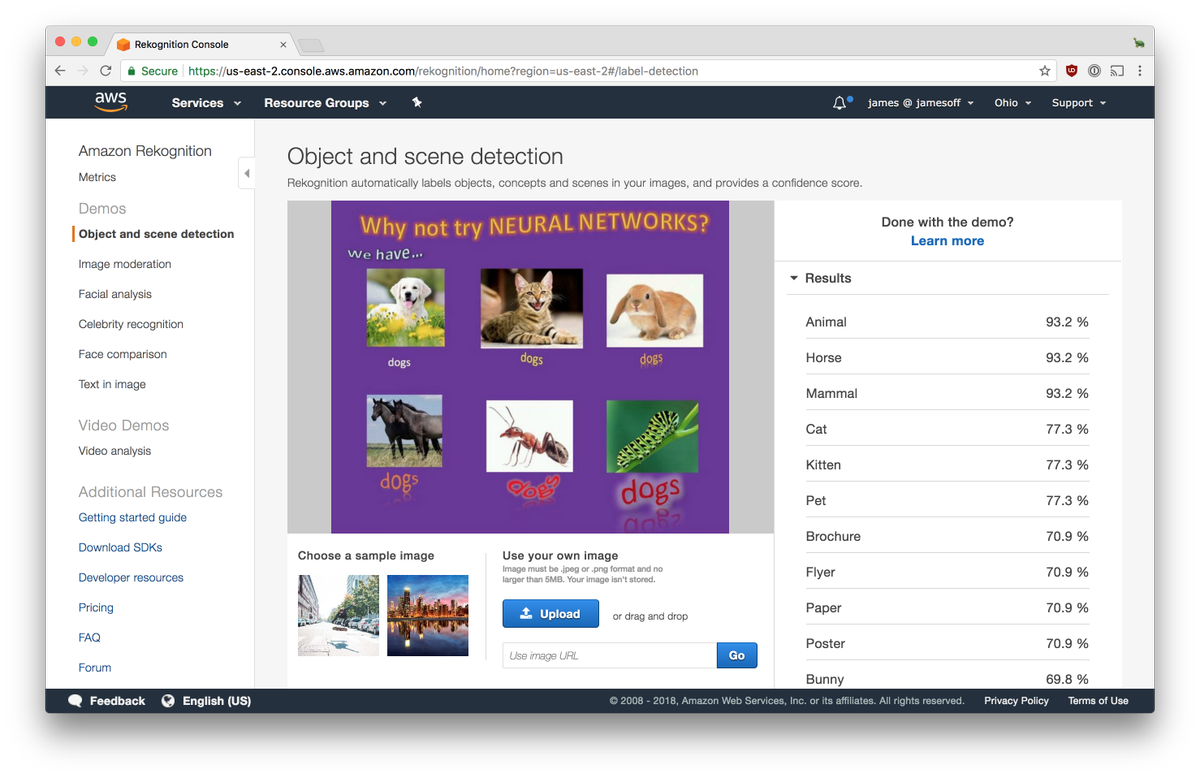 Rekognition Console
Secure
https://us-east-2.console.aws.amazon.com/rekognition/home?region=us-east-2#/label-detection
aws
Services
Resource Groups
james @ jamesoff
Ohio
Support
Amazon Rekognition
Metrics
Demos
Object and scene detection
Image moderation
Facial analysis
Celebrity recognition
Face comparison
Text in image
Video Demos
Video analysis
Additional Resources
Getting started guide
Download SDKs
Developer resources
Pricing
FAQ
Forum
Object and scene detection
Rekognition automatically labels objects, concepts and scenes in your images, and provides a confidence score.
Why not try NEURAL NETWORKS?
we have...
dogs
dogs
dogs
dogs
dogs
dogs
Choose a sample image
Use your own image
Image must be .jpeg or .png format and no
larger than 5MB. Your image isn't stored.
Upload
or drag and drop
Use image URL
Go
Done with the demo?
Learn more
Results
Animal 93.2 %
Horse 93.2 %
Mammal 93.2 %
Cat 77.3 %
Kitten 77.3 %
Pet 77.3 %
Brochure 70.9 %
Flyer 70.9 %
Paper 70.9 %
Poster 70.9 %
Bunny 69.8 %
Feedback
English (US)
© 2008 - 2018, Amazon Web Services, Inc. or its affiliates. All rights reserved.
Privacy Policy
Terms of Use